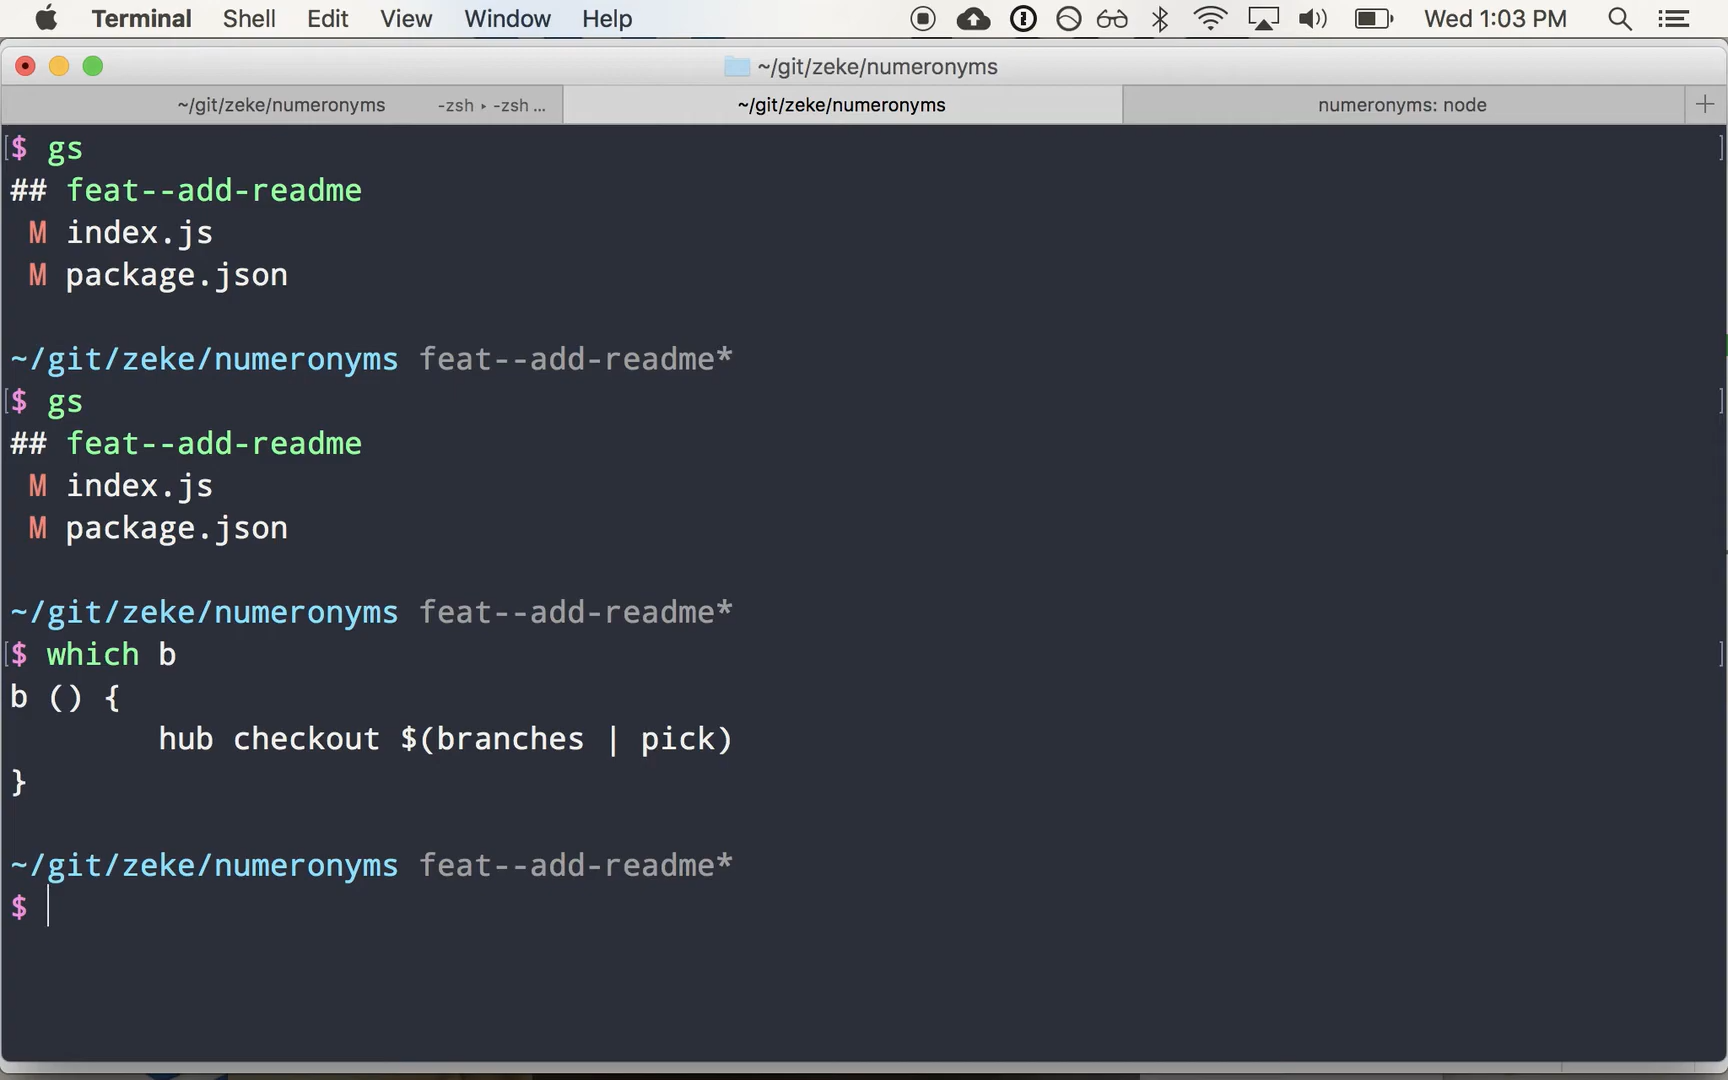 Terminal Shell Edit View Window Help Wed 1:03 PM
~/git/zeke/numeronyms
~/git/zeke/numeronyms -zsh ▸ -zsh ... ~/git/zeke/numeronyms numeronyms: node +
[$ gs ]
## feat--add-readme
M index.js
M package.json
~/git/zeke/numeronyms feat--add-readme*
[$ gs ]
## feat--add-readme
M index.js
M package.json
~/git/zeke/numeronyms feat--add-readme*
[$ which b ]
b () {
hub checkout $(branches | pick)
}
~/git/zeke/numeronyms feat--add-readme*
$